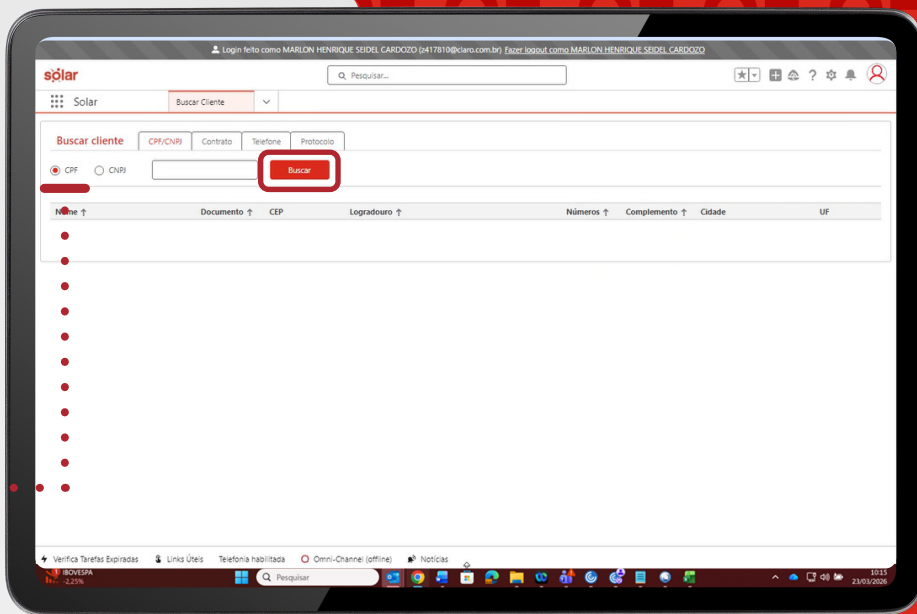 Login feito como MARLON HENRIQUE SEIDEL CARDOZO (z417810@claro.com.br) Fazer logout como MARLON HENRIQUE SEIDEL CARDOZO
sólar
Pesquisar...
Solar
Buscar Cliente
Buscar cliente
CPF/CNPJ
Contrato
Telefone
Protocolo
CPF
CNPJ
Buscar
Nome ↑ Documento ↑ CEP Logradouro ↑ Números ↑ Complemento ↑ Cidade UF
Verifica Tarefas Expiradas Links Úteis Telefonia habilitada Omni-Channel (offline) Notícias
IBOVESPA
-2,25%
Pesquisar
10:15
23/03/2026